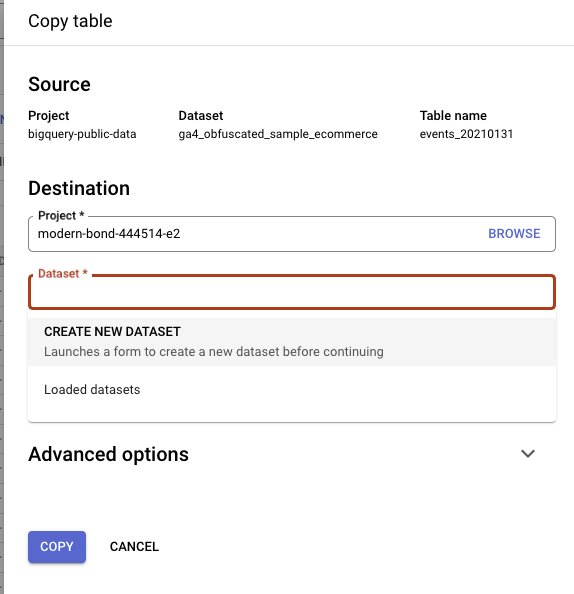 Copy table
Source
Project Dataset Table name
bigquery-public-data ga4_obfuscated_sample_ecommerce events_20210131
Destination
Project *
modern-bond-444514-e2 BROWSE
Dataset *
CREATE NEW DATASET
Launches a form to create a new dataset before continuing
Loaded datasets
Advanced options
COPY CANCEL